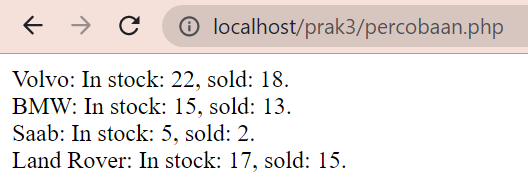 localhost/prak3/percobaan.php
Volvo: In stock: 22, sold: 18.
BMW: In stock: 15, sold: 13.
Saab: In stock: 5, sold: 2.
Land Rover: In stock: 17, sold: 15.